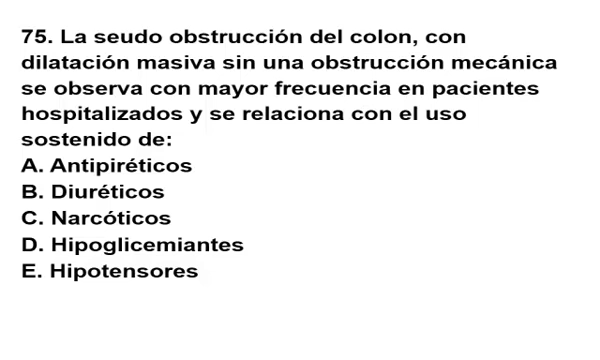 75. La seudo obstrucción del colon, con
dilatación masiva sin una obstrucción mecánica
se observa con mayor frecuencia en pacientes
hospitalizados y se relaciona con el uso
sostenido de:
A. Antipiréticos
B. Diuréticos
C. Narcóticos
D. Hipoglicemiantes
E. Hipotensores